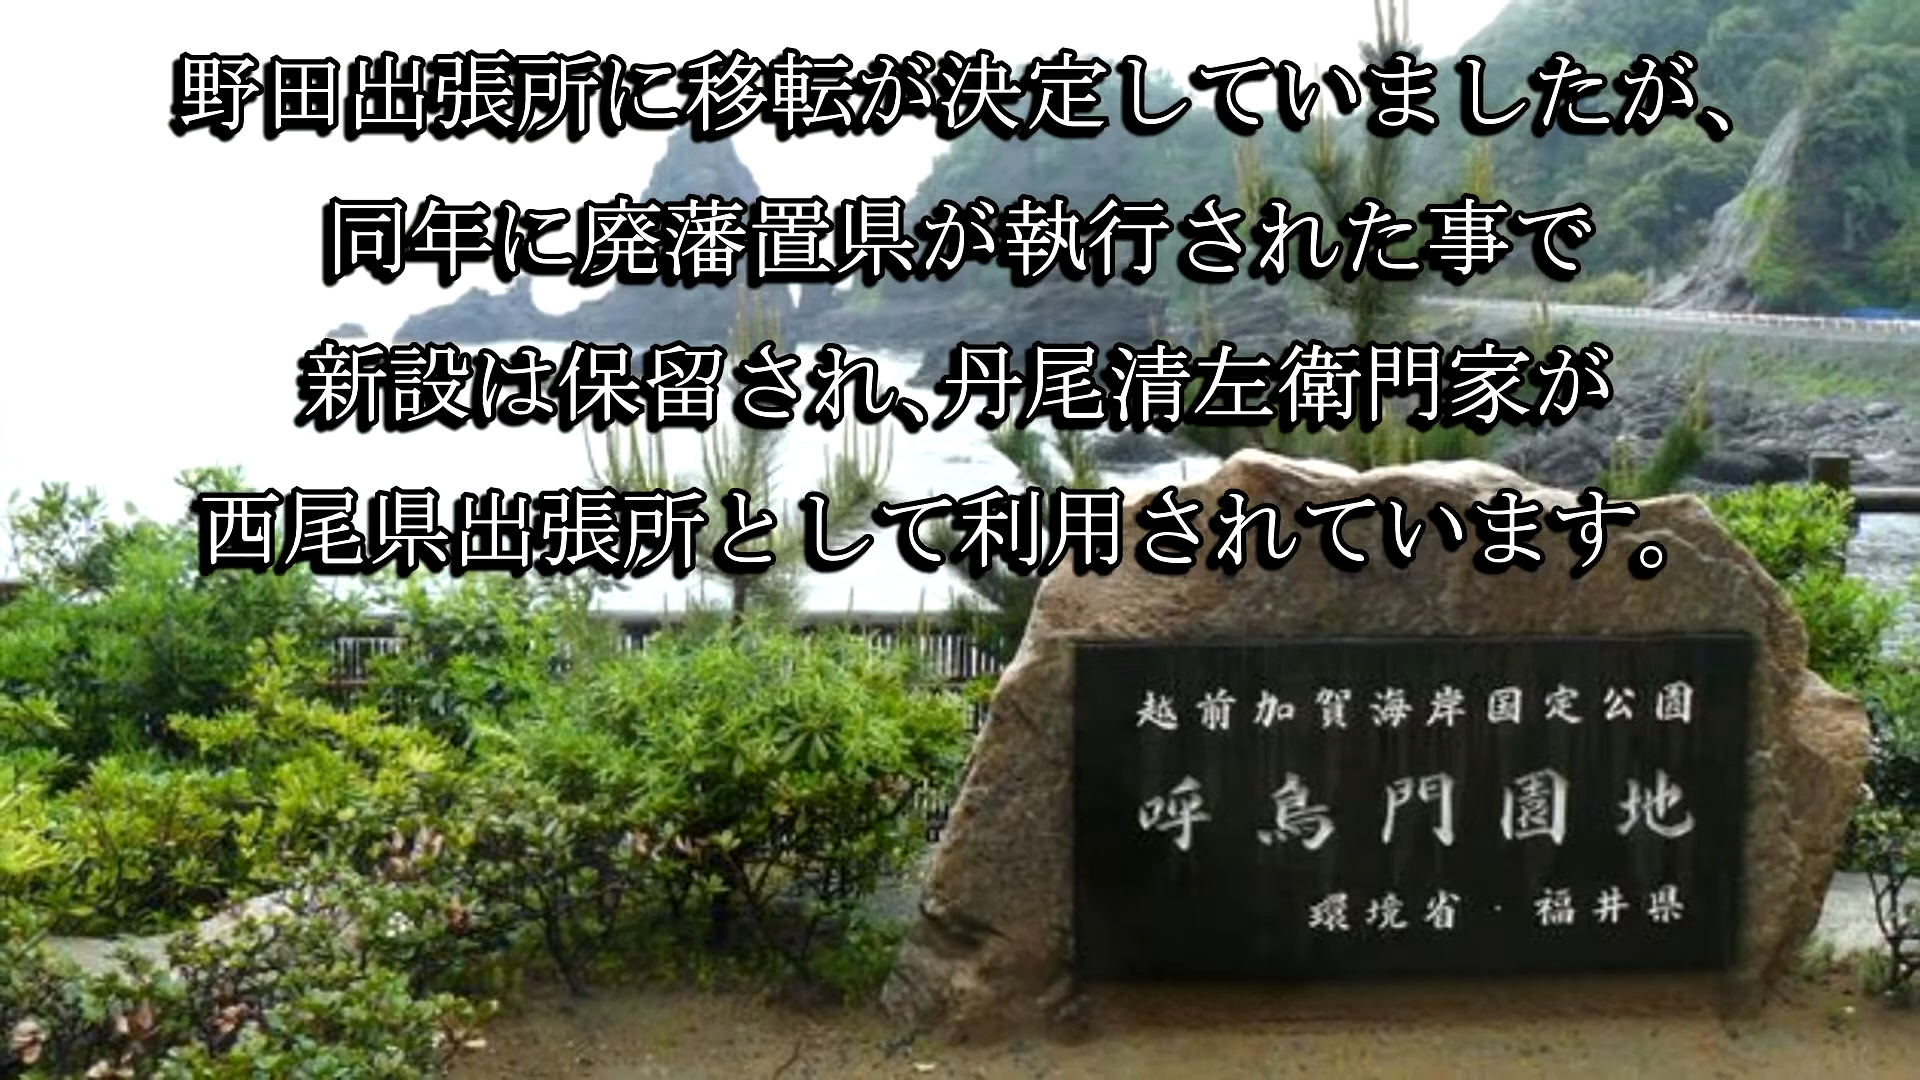 野田出張所に移転が決定していましたが、
同年に廃藩置県が執行された事で
新設は保留され、丹尾清左衛門家が
西尾県出張所として利用されています。
越前加賀海岸国定公園
呼鳥門園地
環境省・福井県